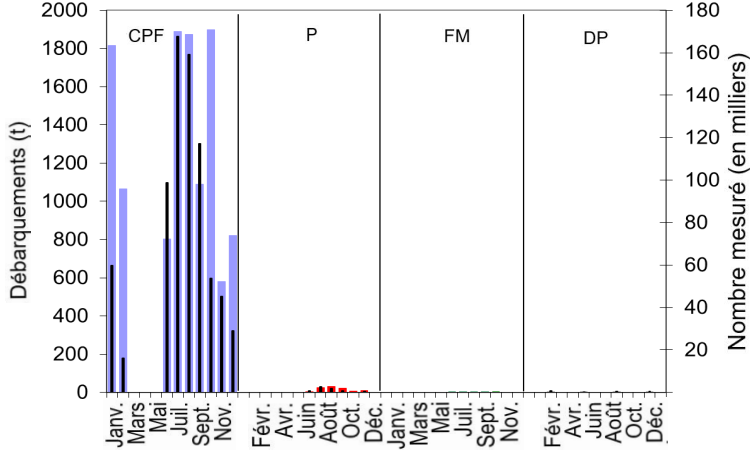 Débarquements (t)
2000
1800
1600
1400
1200
1000
800
600
400
200
0
CPF
P
FM
DP
180
160
140
120
100
80
60
40
20
Nombre mesuré (en milliers)
Janv.
Mars
Mai
Juil.
Sept.
Nov.
Févr.
Avr.
Juin
Août
Oct.
Déc.
Janv.
Mars
Mai
Juil.
Sept.
Nov.
Févr.
Avr.
Juin
Août
Oct.
Déc.